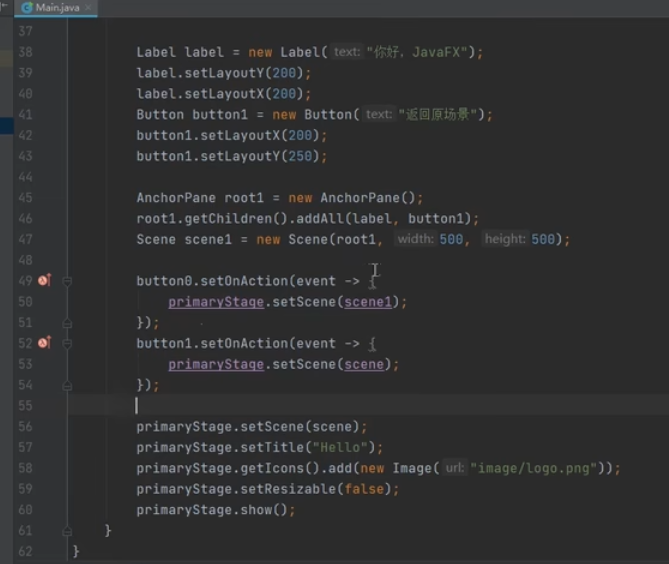 Main.java
37
38 Label label = new Label( text: "你好，JavaFX");
39 label.setLayoutY(200);
40 label.setLayoutX(200);
41 Button button1 = new Button( text: "返回原场景");
42 button1.setLayoutX(200);
43 button1.setLayoutY(250);
44
45 AnchorPane root1 = new AnchorPane();
46 root1.getChildren().addAll(label, button1);
47 Scene scene1 = new Scene(root1, width: 500, height: 500);
48
49 button0.setOnAction(event -> {
50 primaryStage.setScene(scene1);
51 });
52 button1.setOnAction(event -> {
53 primaryStage.setScene(scene);
54 });
55
56 primaryStage.setScene(scene);
57 primaryStage.setTitle("Hello");
58 primaryStage.getIcons().add(new Image( url: "image/logo.png"));
59 primaryStage.setResizable(false);
60 primaryStage.show();
61 }
62 }